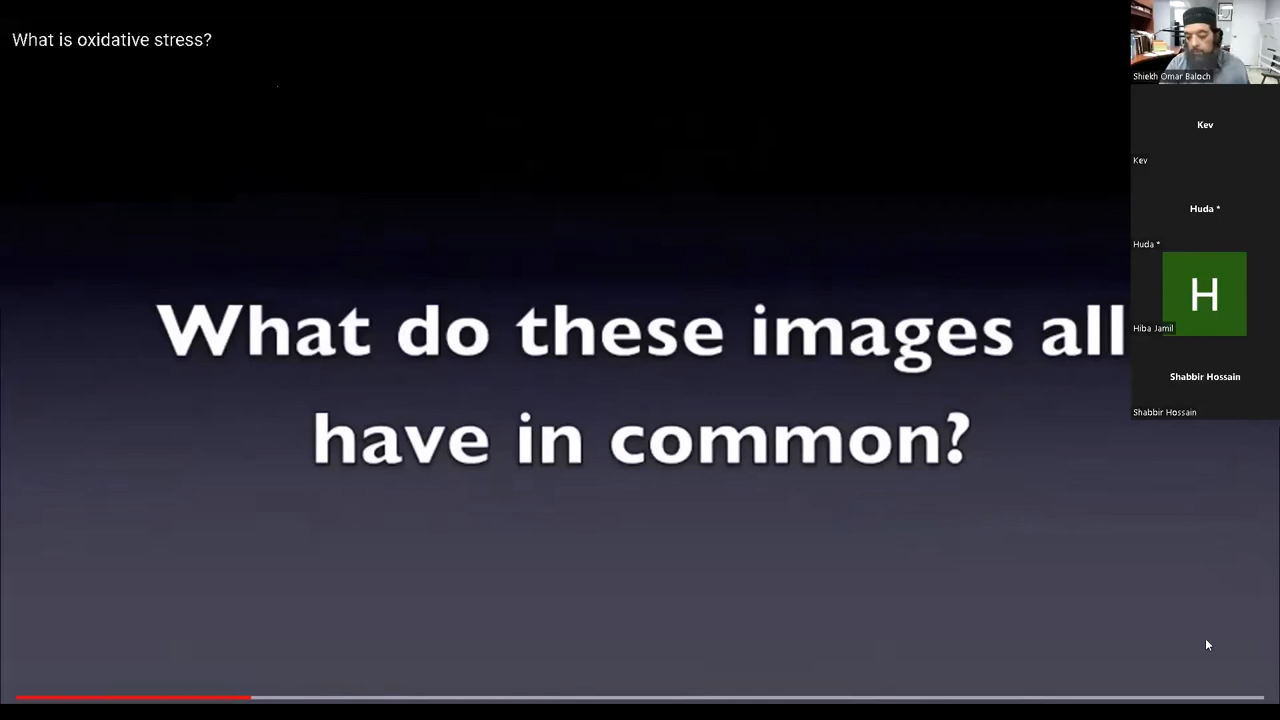 What is oxidative stress?
What do these images all
have in common?
Shiekh Omar Baloch
Kev
Kev
Huda *
Huda *
H
Hiba Jamil
Shabbir Hossain
Shabbir Hossain